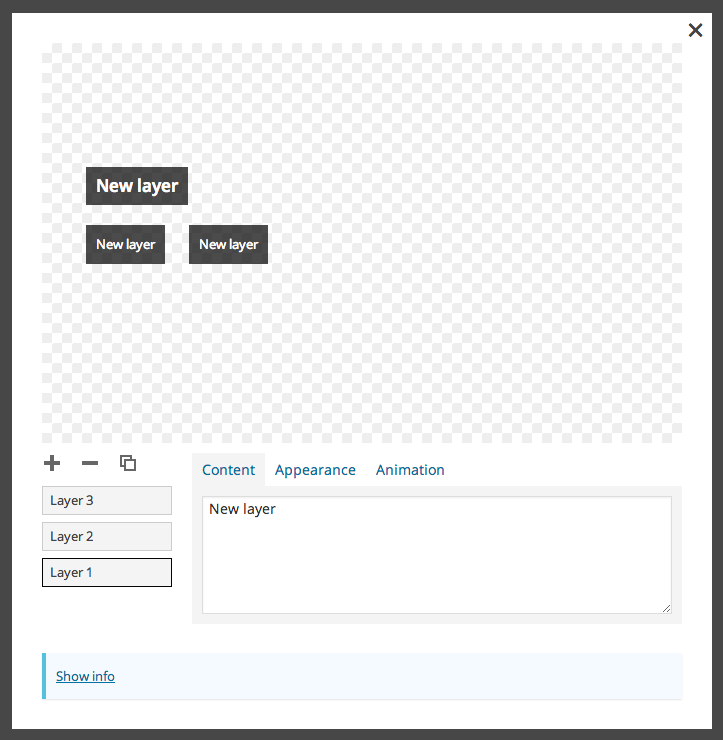 New layer
New layer New layer
Content Appearance Animation
Layer 3
New layer
Layer 2
Layer 1
Show info